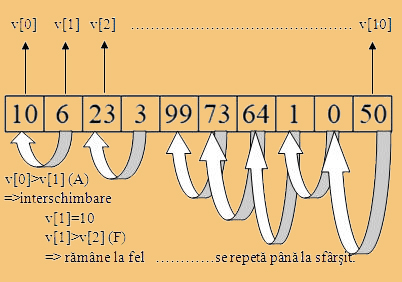 v[0] v[1] v[2] ........................................................ v[10]
10 6 23 3 99 73 64 1 0 50
v[0]>v[1] (A)
=>interschimbare
v[1]=10
v[1]>v[2] (F)
=> rămâne la fel …………se repetă până la sfârşit.